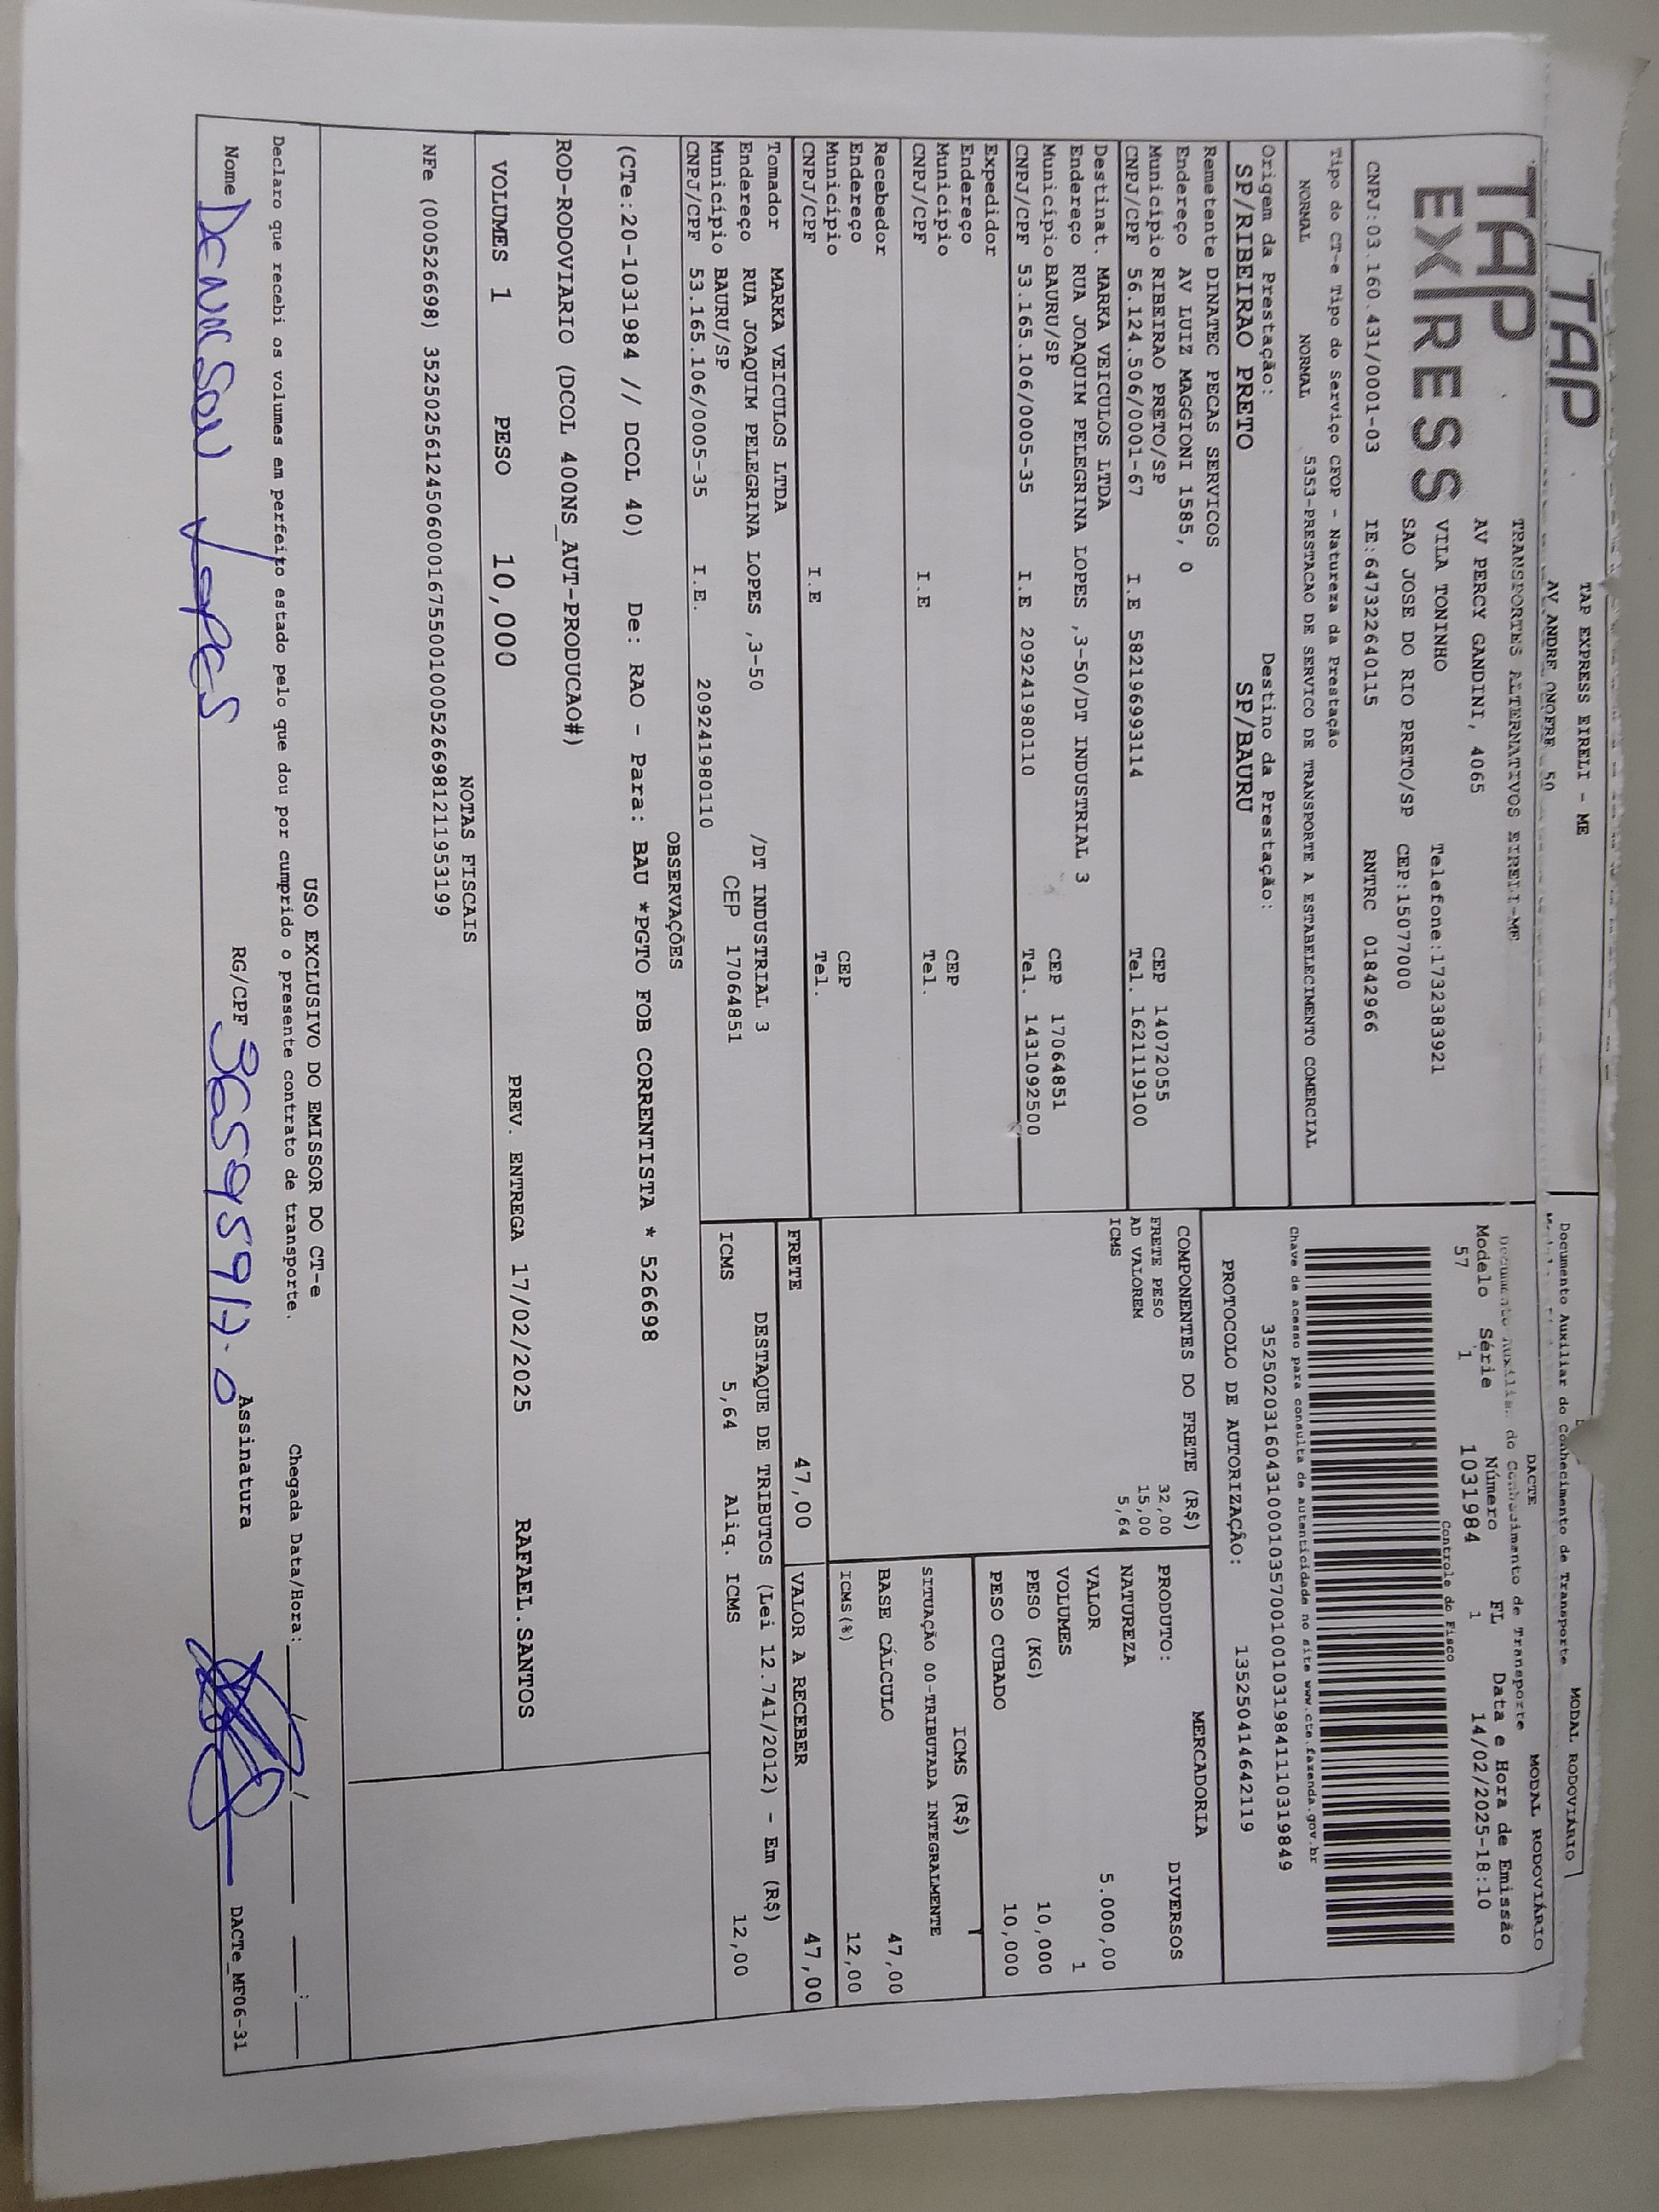 TAP
TAP EXPRESS EIRELI - ME
AV ANDRE ONOFRE 50
DACTE
MODAL RODOVIÁRIO
Documento Auxiliar do Conhecimento de Transporte
TAP
EXPRESS
TRANSPORTES ALTERNATIVOS EIRELI-ME
AV PERCY GANDINI, 4065
VILA TONINHO
Telefone:1732383921
SAO JOSE DO RIO PRETO/SP CEP:15077000
CNPJ:03.160.431/0001-03 IE:647322640115 RNTRC 01842966
MODAL RODOVIÁRIO
Documento Auxiliar do Conhecimento de Transporte
Modelo Série Número FL Data e Hora de Emissão
57 1 1031984 1 14/02/2025-18:10
Controle do Fisco
Chave de acesso para consulta de autenticidade no site www.cte.fazenda.gov.br
35250203160431000103570010010319841110319849
PROTOCOLO DE AUTORIZAÇÃO: 135250414642119
Tipo do CT-e Tipo do Serviço CFOP - Natureza da Prestação
NORMAL NORMAL 5353-PRESTACAO DE SERVICO DE TRANSPORTE A ESTABELECIMENTO COMERCIAL
Origem da Prestação: Destino da Prestação:
SP/RIBEIRAO PRETO SP/BAURU
Remetente DINATEC PECAS SERVICOS
Endereço AV LUIZ MAGGIONI 1585, 0
Município RIBEIRAO PRETO/SP CEP 14072055
CNPJ/CPF 56.124.506/0001-67 I.E 582196993114 Tel. 1621119100
Destinat. MARKA VEICULOS LTDA
Endereço RUA JOAQUIM PELEGRINA LOPES ,3-50/DT INDUSTRIAL 3
Município BAURU/SP CEP 17064851
CNPJ/CPF 53.165.106/0005-35 I.E 209241980110 Tel. 1431092500
Expedidor
Endereço
Município CEP
CNPJ/CPF I.E Tel.
Recebedor
Endereço
Município CEP
CNPJ/CPF I.E Tel.
Tomador MARKA VEICULOS LTDA
Endereço RUA JOAQUIM PELEGRINA LOPES ,3-50 /DT INDUSTRIAL 3
Município BAURU/SP CEP 17064851
CNPJ/CPF 53.165.106/0005-35 I.E. 209241980110
COMPONENTES DO FRETE (R$)
FRETE PESO 32,00
AD VALOREM 15,00
ICMS 5,64
MERCADORIA
PRODUTO: DIVERSOS
NATUREZA
VALOR 5.000,00
VOLUMES 1
PESO (KG) 10,000
PESO CUBADO 10,000
ICMS (R$)
SITUAÇÃO 00-TRIBUTADA INTEGRALMENTE
BASE CÁLCULO 47,00
ICMS(%) 12,00
FRETE 47,00 VALOR A RECEBER 47,00
DESTAQUE DE TRIBUTOS (Lei 12.741/2012) - Em (R$)
ICMS 5,64 Aliq. ICMS 12,00
OBSERVAÇÕES
(CTe:20-1031984 // DCOL 40) De: RAO - Para: BAU *PGTO FOB CORRENTISTA * 526698
ROD-RODOVIARIO (DCOL 400NS_AUT-PRODUCAO#)
VOLUMES 1 PESO 10,000 PREV. ENTREGA 17/02/2025 RAFAEL.SANTOS
NOTAS FISCAIS
NFe (000526698) 35250256124506000167550010005266981211953199
USO EXCLUSIVO DO EMISSOR DO CT-e
Declaro que recebi os volumes em perfeito estado pelo que dou por cumprido o presente contrato de transporte. Chegada Data/Hora: ___/___/___ ___:___
Nome Denilson Lopes RG/CPF Assinatura
DACTe_MF06-31